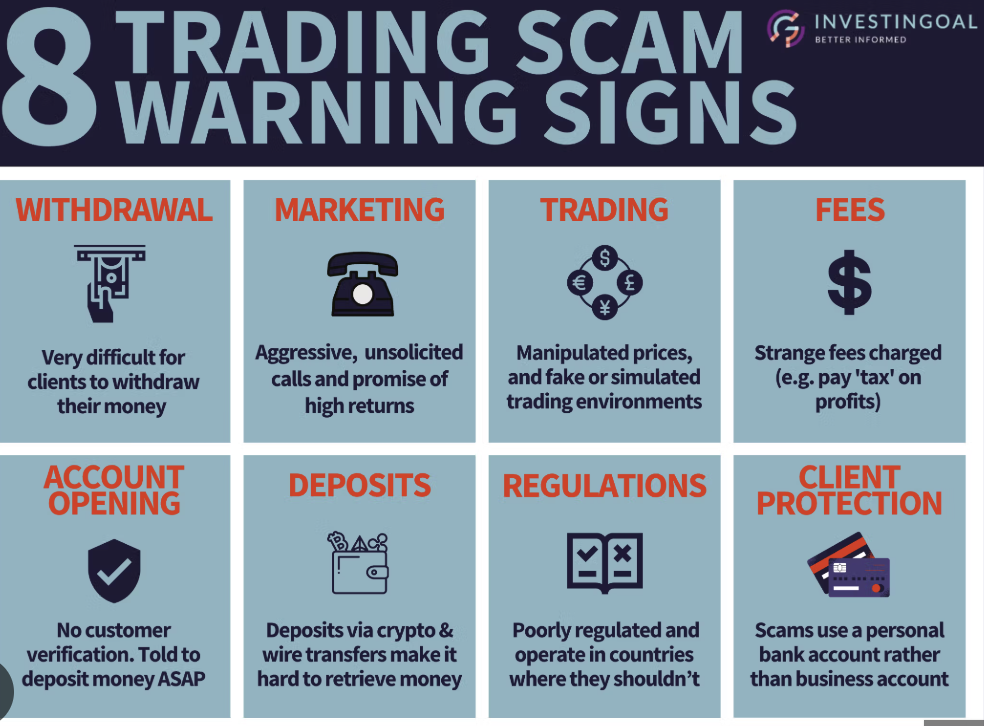 8 TRADING SCAM
WARNING SIGNS
INVESTINGOAL
BETTER INFORMED
WITHDRAWAL
Very difficult for
clients to withdraw
their money
MARKETING
Aggressive, unsolicited
calls and promise of
high returns
TRADING
$
€
£
¥
Manipulated prices,
and fake or simulated
trading environments
FEES
$
Strange fees charged
(e.g. pay 'tax' on
profits)
ACCOUNT
OPENING
No customer
verification. Told to
deposit money ASAP
DEPOSITS
Deposits via crypto &
wire transfers make it
hard to retrieve money
REGULATIONS
Poorly regulated and
operate in countries
where they shouldn't
CLIENT
PROTECTION
Scams use a personal
bank account rather
than business account